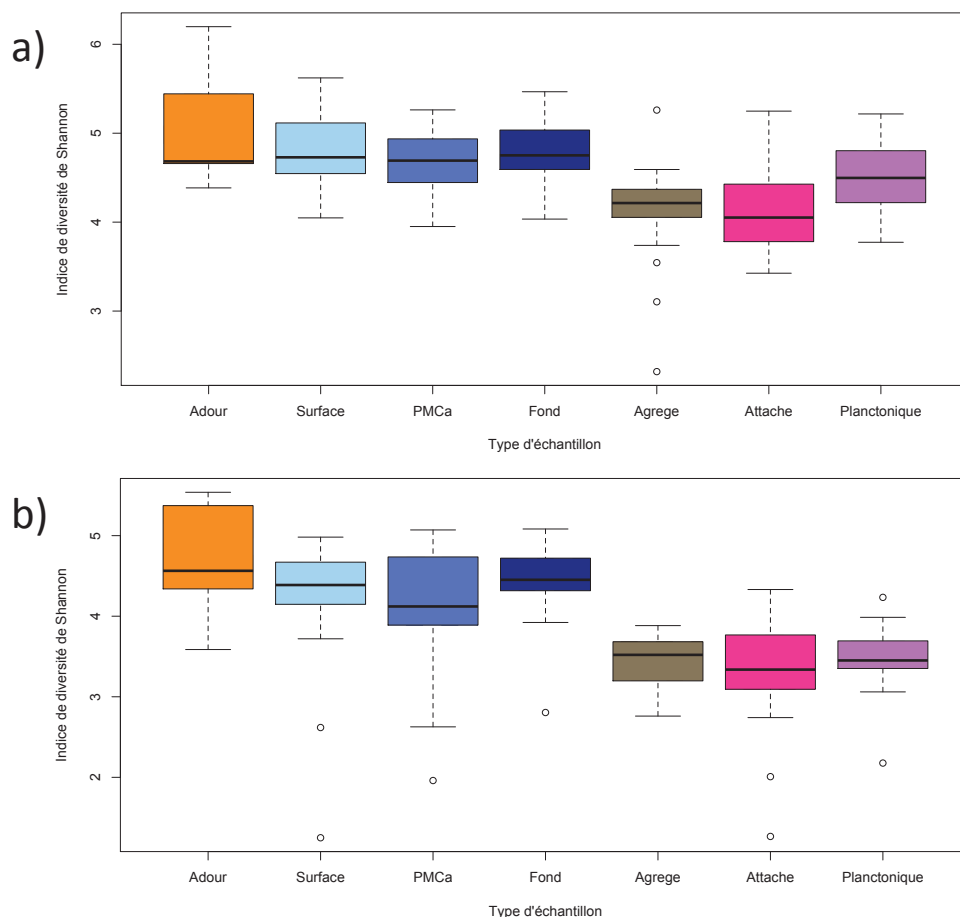 a)
Indice de diversité de Shannon
6
5
4
3
Adour Surface PMCa Fond Agrege Attache Planctonique
Type d'échantillon
b)
Indice de diversité de Shannon
5
4
3
2
Adour Surface PMCa Fond Agrege Attache Planctonique
Type d'échantillon